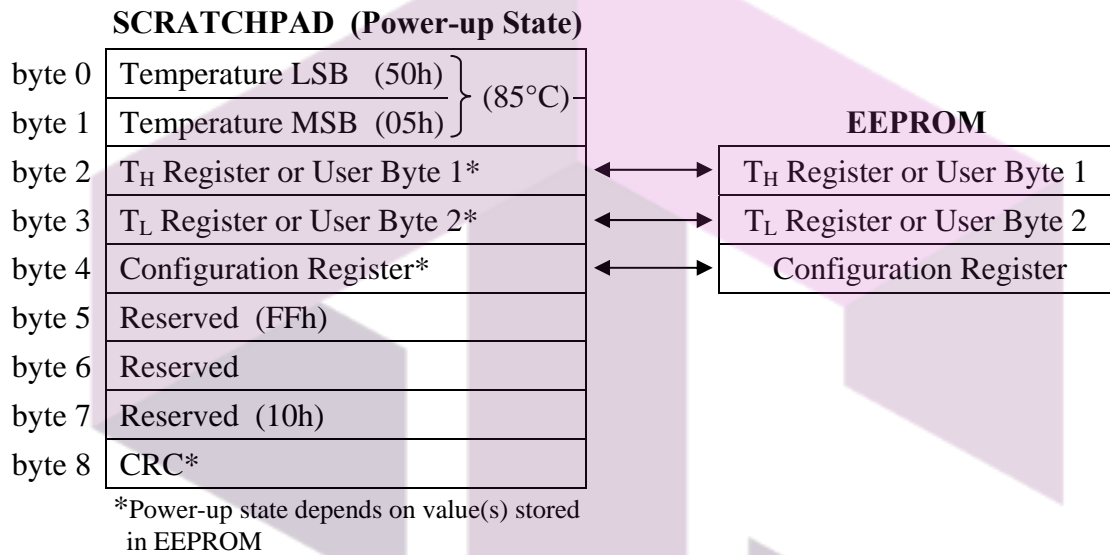 SCRATCHPAD (Power-up State)
byte 0 Temperature LSB (50h)
(85°C)
byte 1 Temperature MSB (05h)
EEPROM
byte 2 TH Register or User Byte 1* TH Register or User Byte 1
byte 3 TL Register or User Byte 2* TL Register or User Byte 2
byte 4 Configuration Register* Configuration Register
byte 5 Reserved (FFh)
byte 6 Reserved
byte 7 Reserved (10h)
byte 8 CRC*
*Power-up state depends on value(s) stored
in EEPROM